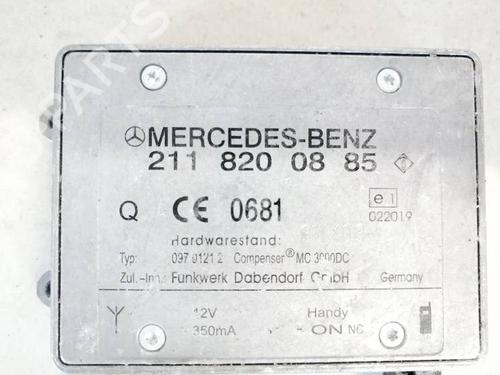 MERCEDES-BENZ
211 820 08 85
Q CE 0681 e1
022019
Hardwarestand:
Typ: 097 0121 2 Compenser® MC 3000DC
Zul.-Inh. Funkwerk Dabendorf GmbH Germany
12V Handy
350mA ON NC
PARTS